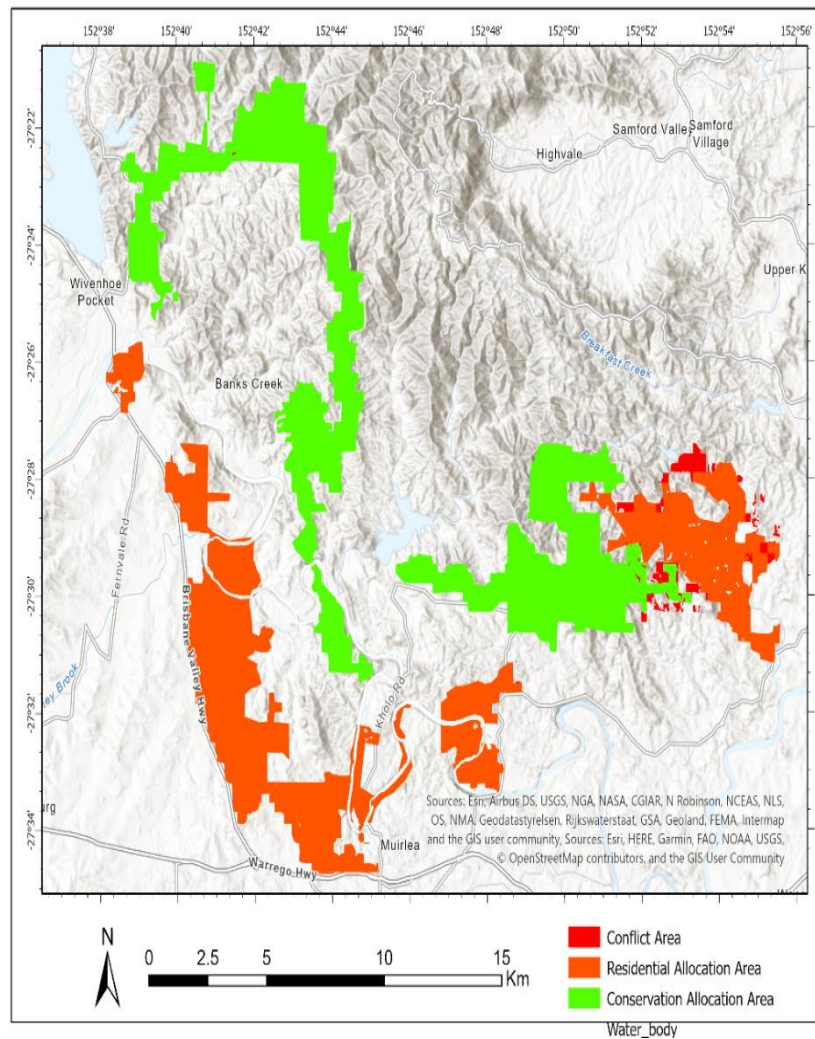 152°38' 152°40' 152°42' 152°44' 152°46' 152°48' 152°50' 152°52' 152°54' 152°56'
-27°22'
-27°24'
-27°26'
-27°28'
-27°30'
-27°32'
-27°34'
Samford Valley
Samford
Village
Highvale
Wivenhoe
Pocket
Upper K
Breakfast Creek
Banks Creek
Fernvale Rd
Brisbane Valley Hwy
ey Brook
Kholo Rd
urg
Muirlea
Warrego Hwy
Sources: Esri, Airbus DS, USGS, NGA, NASA, CGIAR, N Robinson, NCEAS, NLS,
OS, NMA, Geodatastyrelsen, Rijkswaterstaat, GSA, Geoland, FEMA, Intermap
and the GIS user community, Sources: Esri, HERE, Garmin, FAO, NOAA, USGS,
© OpenStreetMap contributors, and the GIS User Community
N
0 2.5 5 10 15
Km
Conflict Area
Residential Allocation Area
Conservation Allocation Area
Water_body